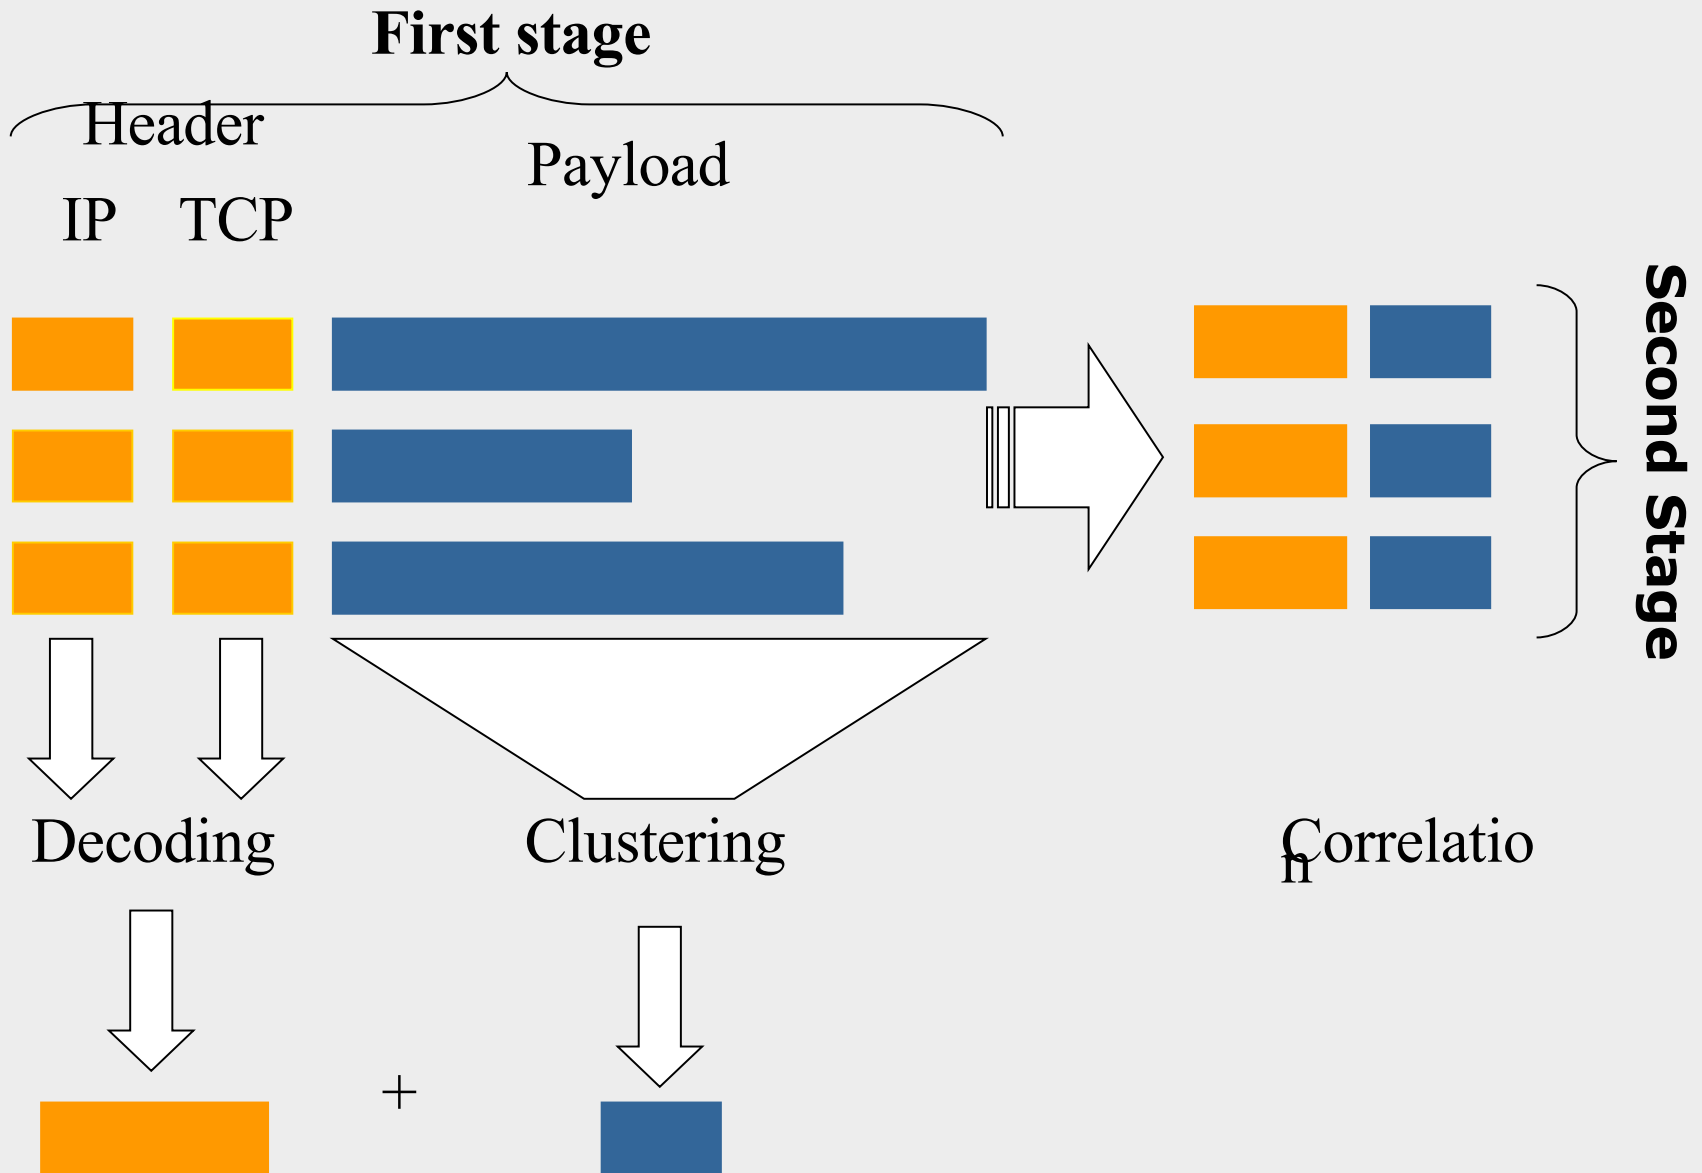 First stage
Header
Payload
IP TCP
Second Stage
Decoding
Clustering
Correlatio
n
+